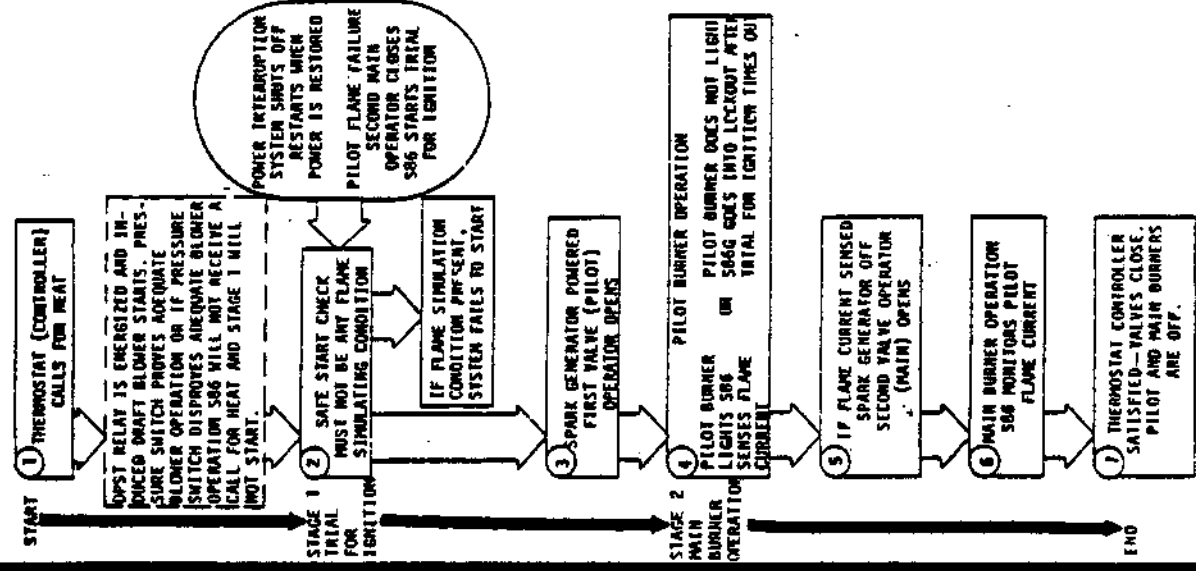 START
1 THERMOSTAT (CONTROLLER)
CALLS FOR HEAT
DPST RELAY IS ENERGIZED AND IN-
DUCED DRAFT BLOWER STARTS. PRES-
SURE SWITCH PROVES ADEQUATE
BLOWER OPERATION OR IF PRESSURE
SWITCH DISPROVES ADEQUATE BLOWER
OPERATION S86 WILL NOT RECEIVE A
CALL FOR HEAT AND STAGE 1 WILL
NOT START.
STAGE 1
TRIAL
FOR
IGNITION
2 SAFE START CHECK
MUST NOT BE ANY FLAME
SIMULATING CONDITION
POWER INTERRUPTION
SYSTEM SHUTS OFF
RESTARTS WHEN
POWER IS RESTORED
PILOT FLAME FAILURE
SECOND MAIN
OPERATOR CLOSES
S86 STARTS TRIAL
FOR IGNITION
IF FLAME SIMULATION
CONDITION PRESENT,
SYSTEM FAILS TO START
3 SPARK GENERATOR POWERED
FIRST VALVE (PILOT)
OPERATOR OPENS
STAGE 2
MAIN
BURNER
OPERATION
4 PILOT BURNER OPERATION
PILOT BURNER
LIGHTS S86
SENSES FLAME
CURRENT
OR
PILOT BURNER DOES NOT LIGHT
S86G GOES INTO LOCKOUT AFTER
TRIAL FOR IGNITION TIMES OUT
5 IF FLAME CURRENT SENSED
SPARK GENERATOR OFF
SECOND VALVE OPERATOR
(MAIN) OPENS
6 MAIN BURNER OPERATION
S86 MONITORS PILOT
FLAME CURRENT
END
7 THERMOSTAT CONTROLLER
SATISFIED-VALVES CLOSE.
PILOT AND MAIN BURNERS
ARE OFF.